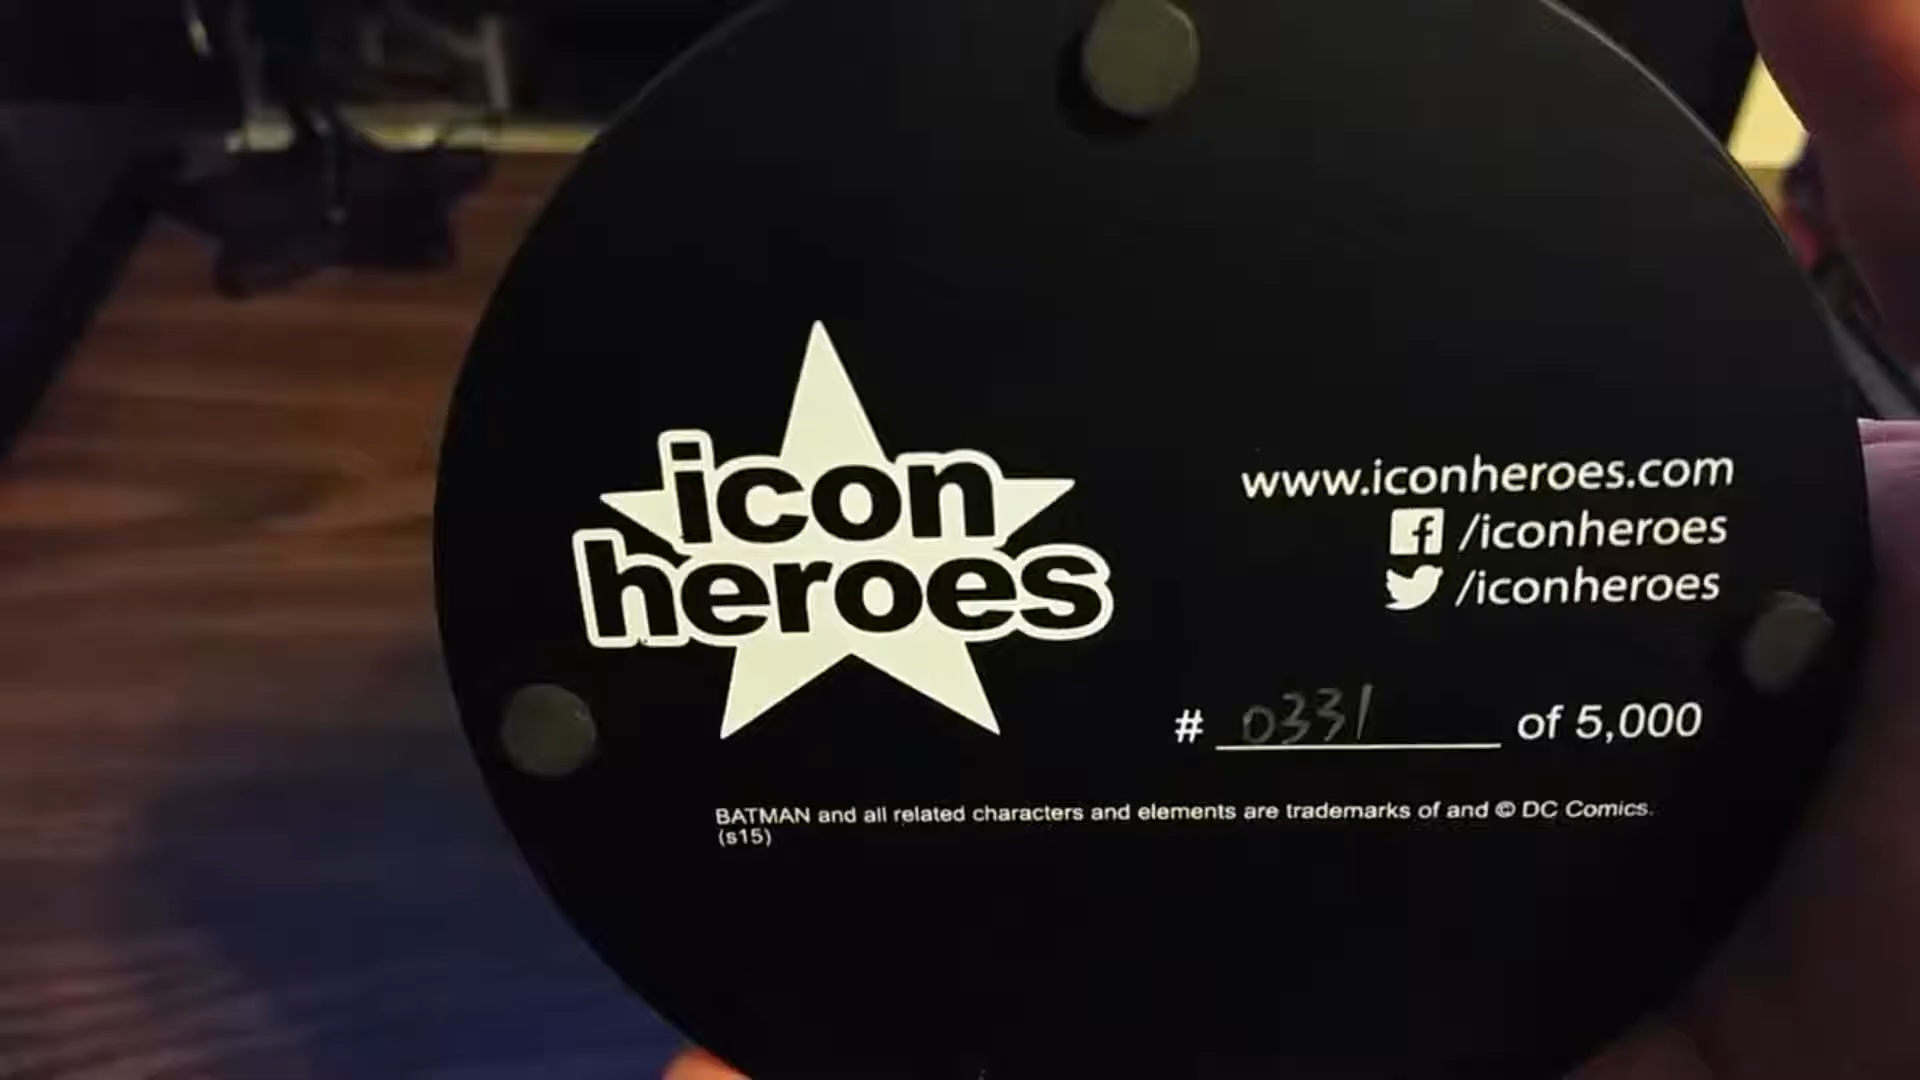 icon
heroes
www.iconheroes.com
/iconheroes
/iconheroes
# 0331 of 5,000
BATMAN and all related characters and elements are trademarks of and © DC Comics.
(s15)